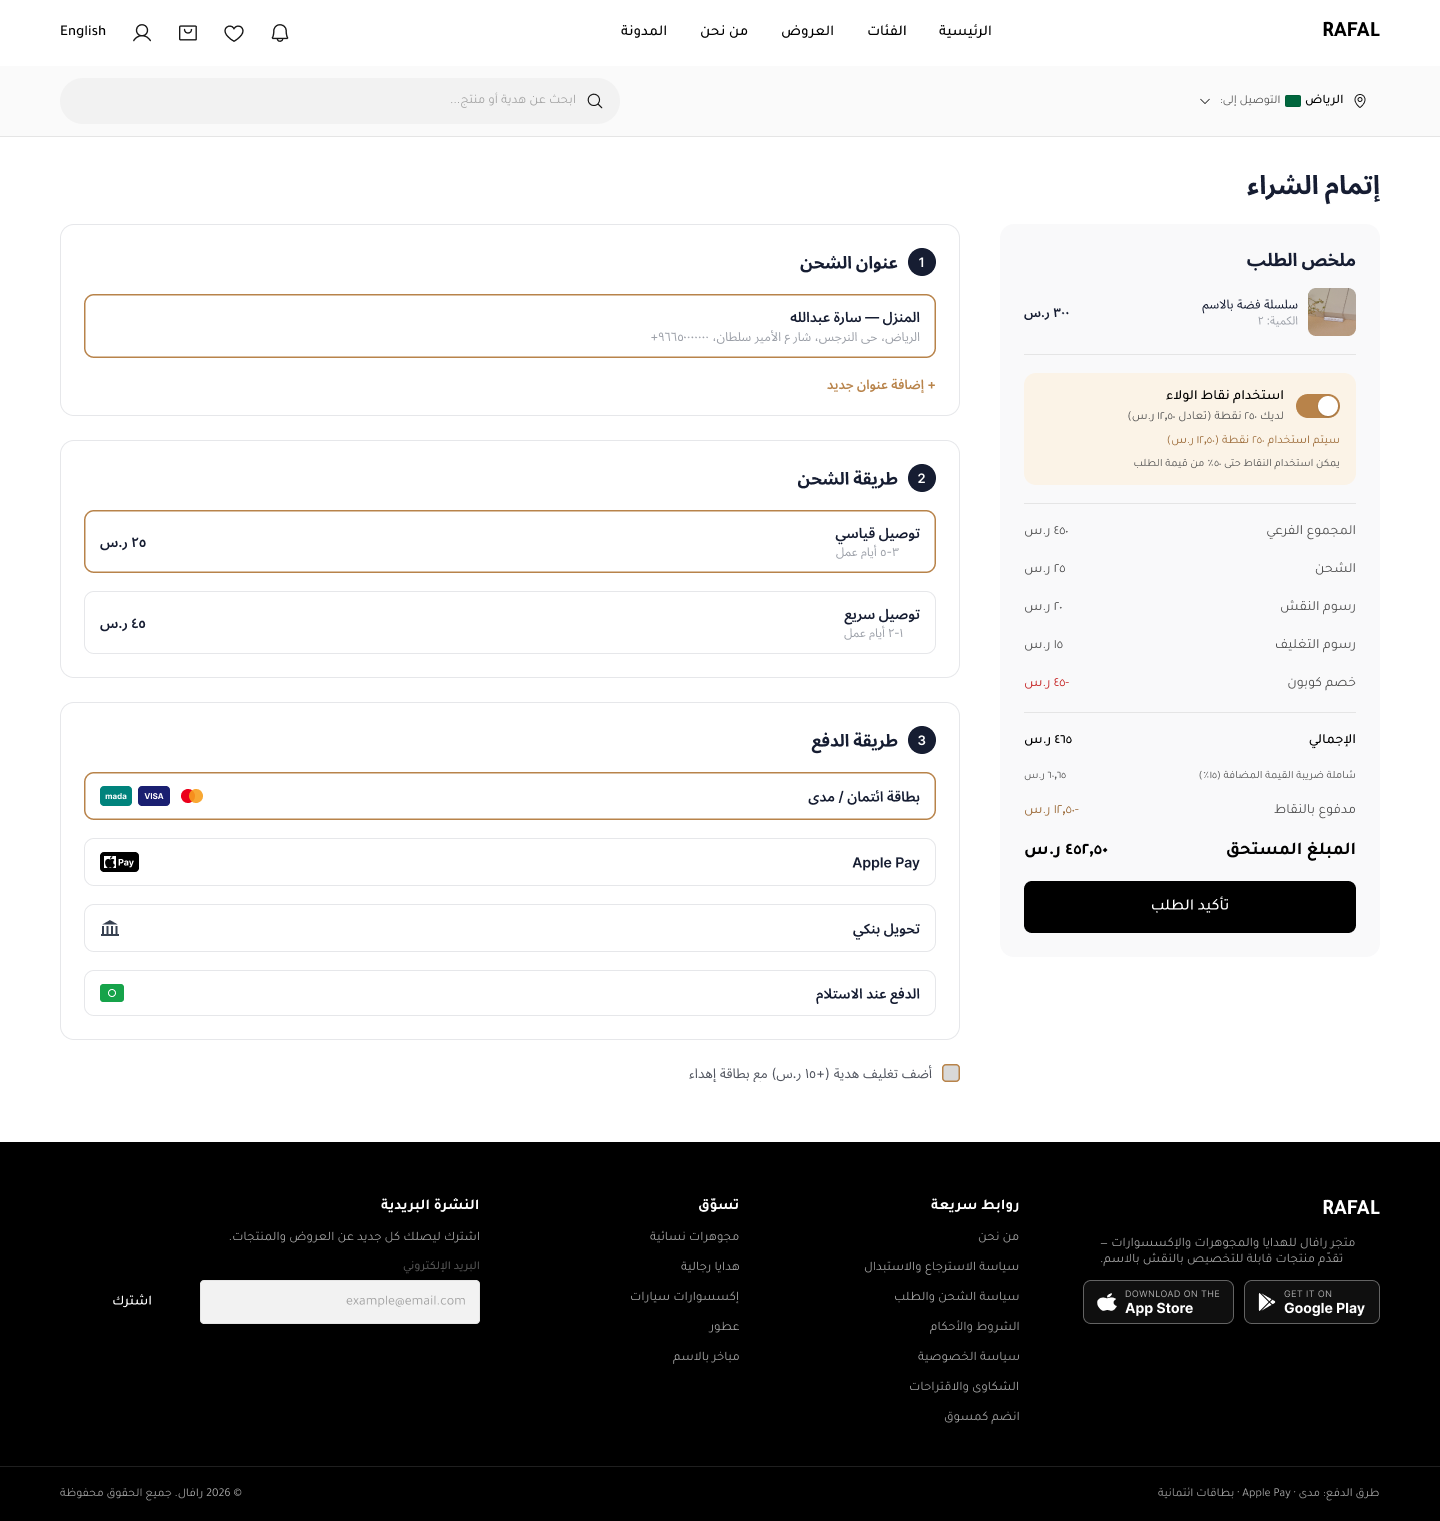 RAFAL
الرئيسية
الفئات
العروض
من نحن
المدونة
English
الرياض
التوصيل إلى:
ابحث عن هدية أو منتج...
إتمام الشراء
ملخص الطلب
سلسلة فضة بالاسم
الكمية: ٢
٣٠٠ ر.س
استخدام نقاط الولاء
لديك ٢٥٠ نقطة (تعادل ١٢,٥٠ ر.س)
سيتم استخدام ٢٥٠ نقطة (١٢,٥٠ ر.س)
يمكن استخدام النقاط حتى ٥٠٪ من قيمة الطلب
المجموع الفرعي ٤٥٠ ر.س
الشحن ٢٥ ر.س
رسوم النقش ٢٠ ر.س
رسوم التغليف ١٥ ر.س
خصم كوبون -٤٥ ر.س
الإجمالي ٤٦٥ ر.س
شاملة ضريبة القيمة المضافة (١٥٪) ٦٠,٦٥ ر.س
مدفوع بالنقاط -١٢,٥٠ ر.س
المبلغ المستحق ٤٥٢,٥٠ ر.س
تأكيد الطلب
1 عنوان الشحن
المنزل — سارة عبدالله
الرياض، حي النرجس، شارع الأمير سلطان، ٩٦٦٥٠٠٠٠٠٠٠+
+ إضافة عنوان جديد
2 طريقة الشحن
توصيل قياسي
٣-٥ أيام عمل
٢٥ ر.س
توصيل سريع
١-٢ أيام عمل
٤٥ ر.س
3 طريقة الدفع
بطاقة ائتمان / مدى
mada VISA
Apple Pay
Pay
تحويل بنكي
الدفع عند الاستلام
أضف تغليف هدية (+١٥ ر.س) مع بطاقة إهداء
RAFAL
متجر رافال للهدايا والمجوهرات والإكسسوارات –
تقدّم منتجات قابلة للتخصيص بالنقش بالاسم.
GET IT ON
Google Play
DOWNLOAD ON THE
App Store
روابط سريعة
من نحن
سياسة الاسترجاع والاستبدال
سياسة الشحن والطلب
الشروط والأحكام
سياسة الخصوصية
الشكاوى والاقتراحات
انضم كمسوق
تسوّق
مجوهرات نسائية
هدايا رجالية
إكسسوارات سيارات
عطور
مباخر بالاسم
النشرة البريدية
اشترك ليصلك كل جديد عن العروض والمنتجات.
البريد الإلكتروني
example@email.com
اشترك
طرق الدفع: مدى · Apple Pay · بطاقات ائتمانية
© 2026 رافال. جميع الحقوق محفوظة